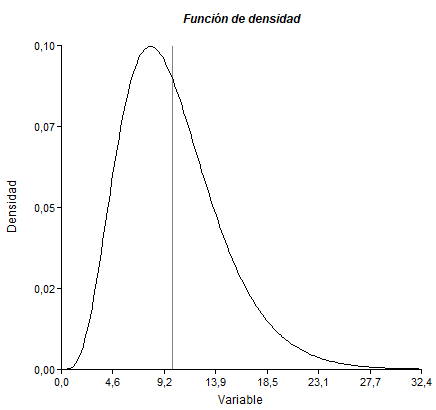 Función de densidad
0,10
0,07
0,05
0,02
0,00
Densidad
0,0 4,6 9,2 13,9 18,5 23,1 27,7 32,4
Variable